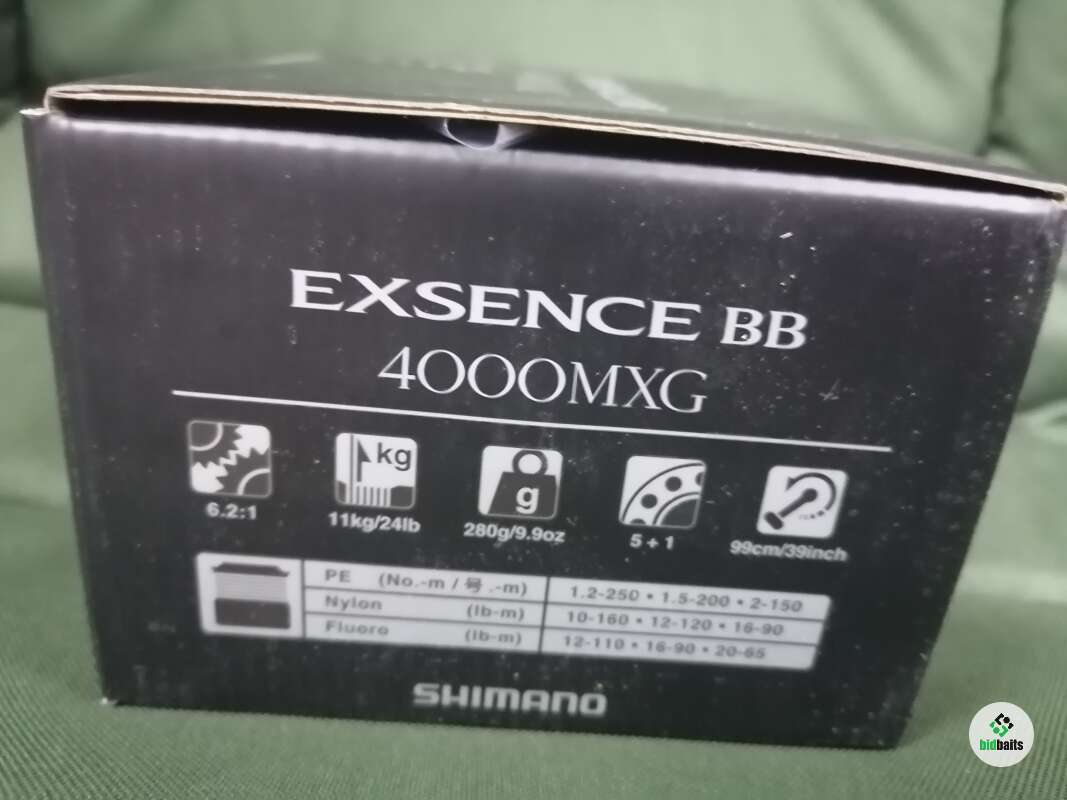 EXSENCE BB
4000MXG
kg
g
6.2:1
11kg/24lb
280g/9.9oz
5+1
99cm/39inch
PE (No.-m / 号.-m) 1.2-250 • 1.5-200 • 2-150
Nylon (lb-m) 10-160 • 12-120 • 16-90
Fluoro (lb-m) 12-110 • 16-90 • 20-65
SHIMANO
bidbaits